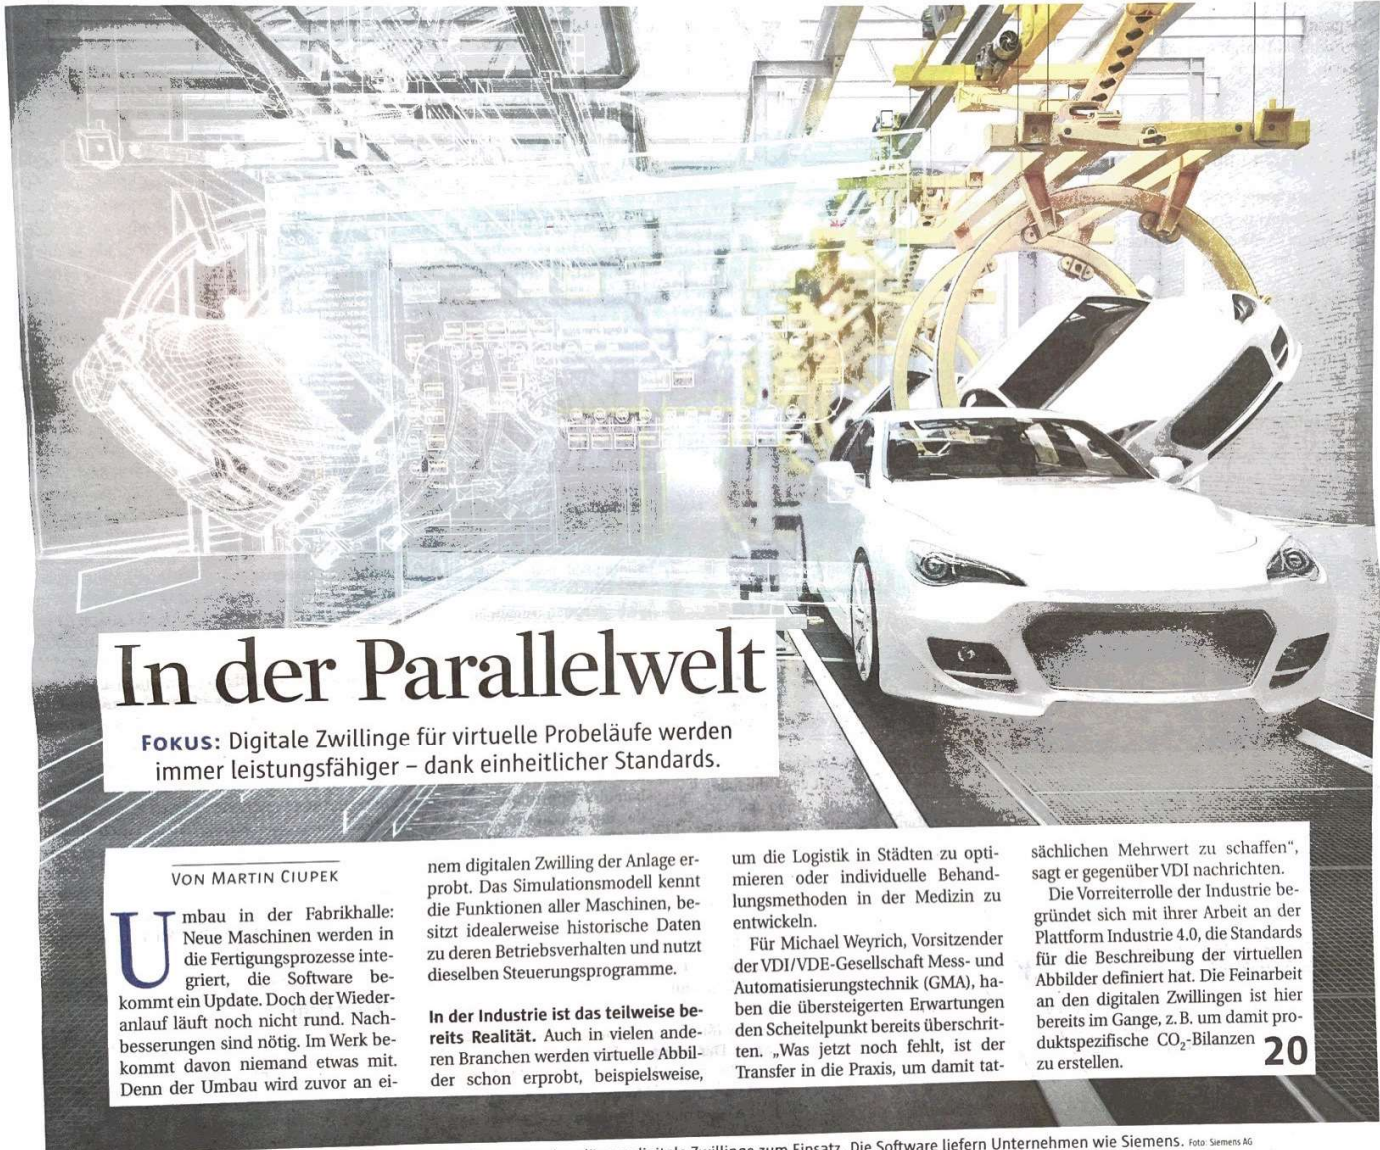 In der Parallelwelt
FOKUS: Digitale Zwillinge für virtuelle Probeläufe werden
immer leistungsfähiger – dank einheitlicher Standards.
VON MARTIN CIUPEK
Umbau in der Fabrikhalle:
Neue Maschinen werden in
die Fertigungsprozesse inte-
griert, die Software be-
kommt ein Update. Doch der Wieder-
anlauf läuft noch nicht rund. Nach-
besserungen sind nötig. Im Werk be-
kommt davon niemand etwas mit.
Denn der Umbau wird zuvor an ei-
nem digitalen Zwilling der Anlage er-
probt. Das Simulationsmodell kennt
die Funktionen aller Maschinen, be-
sitzt idealerweise historische Daten
zu deren Betriebsverhalten und nutzt
dieselben Steuerungsprogramme.
In der Industrie ist das teilweise be-
reits Realität. Auch in vielen ande-
ren Branchen werden virtuelle Abbil-
der schon erprobt, beispielsweise,
um die Logistik in Städten zu opti-
mieren oder individuelle Behand-
lungsmethoden in der Medizin zu
entwickeln.
Für Michael Weyrich, Vorsitzender
der VDI/VDE-Gesellschaft Mess- und
Automatisierungstechnik (GMA), ha-
ben die übersteigerten Erwartungen
den Scheitelpunkt bereits überschrit-
ten. „Was jetzt noch fehlt, ist der
Transfer in die Praxis, um damit tat-
sächlichen Mehrwert zu schaffen“,
sagt er gegenüber VDI nachrichten.
Die Vorreiterrolle der Industrie be-
gründet sich mit ihrer Arbeit an der
Plattform Industrie 4.0, die Standards
für die Beschreibung der virtuellen
Abbilder definiert hat. Die Feinarbeit
an den digitalen Zwillingen ist hier
bereits im Gange, z. B. um damit pro-
duktspezifische CO₂-Bilanzen
zu erstellen. 20
digitale Zwillinge zum Einsatz. Die Software liefern Unternehmen wie Siemens. Foto: Siemens AG